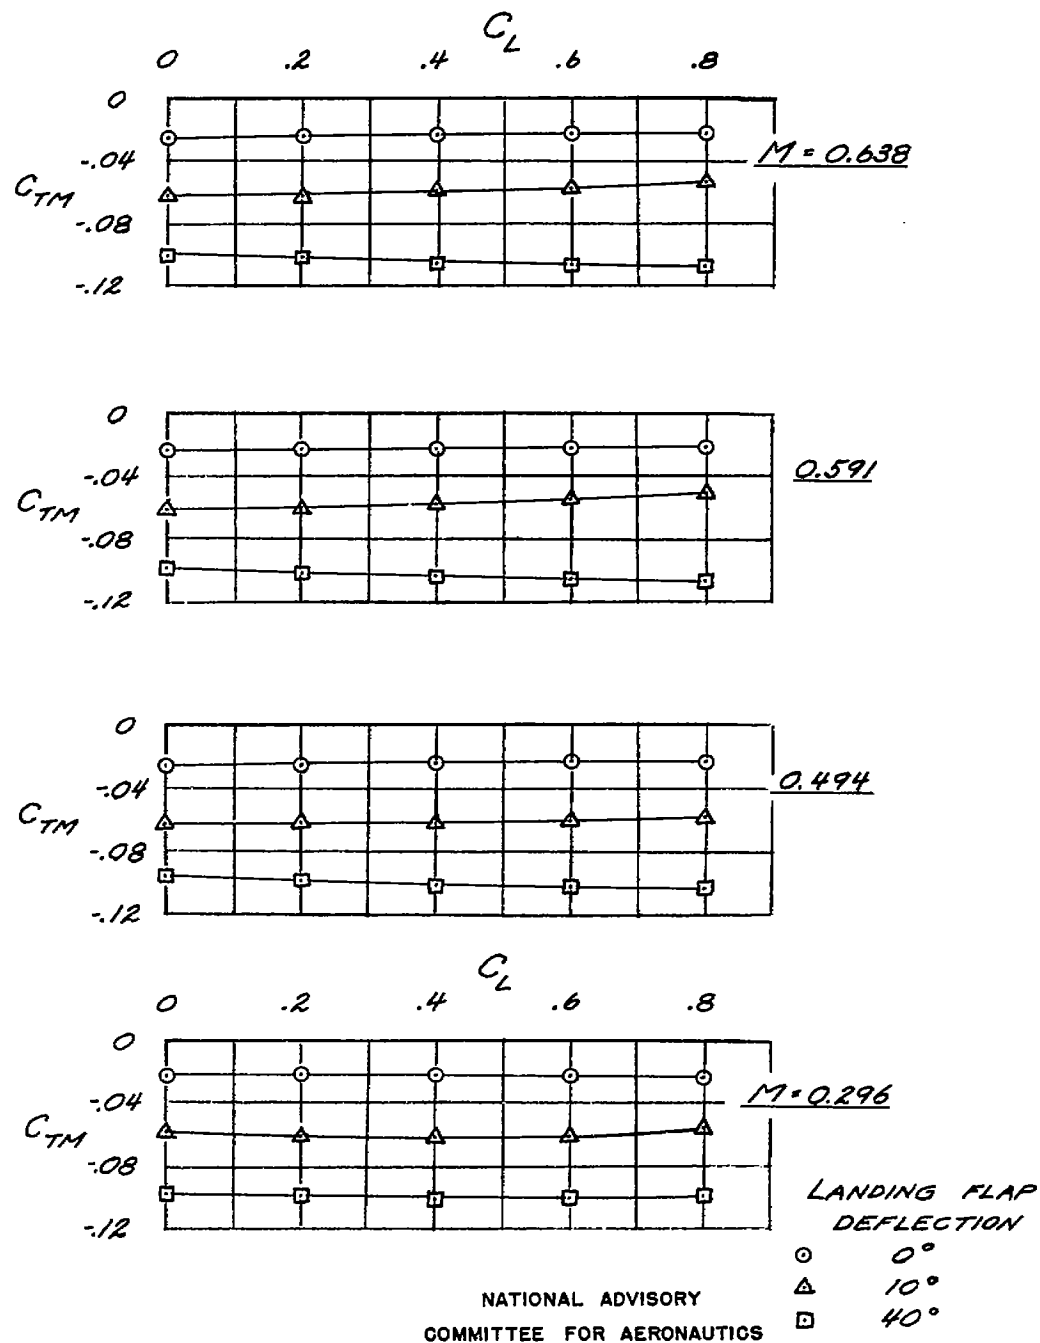 C_L
0 .2 .4 .6 .8
0
-.04
C_TM
-.08
-.12
M = 0.638
0
-.04
C_TM
-.08
-.12
0.591
0
-.04
C_TM
-.08
-.12
0.494
C_L
0 .2 .4 .6 .8
0
-.04
C_TM
-.08
-.12
M = 0.296
LANDING FLAP
DEFLECTION
0°
10°
40°
NATIONAL ADVISORY
COMMITTEE FOR AERONAUTICS